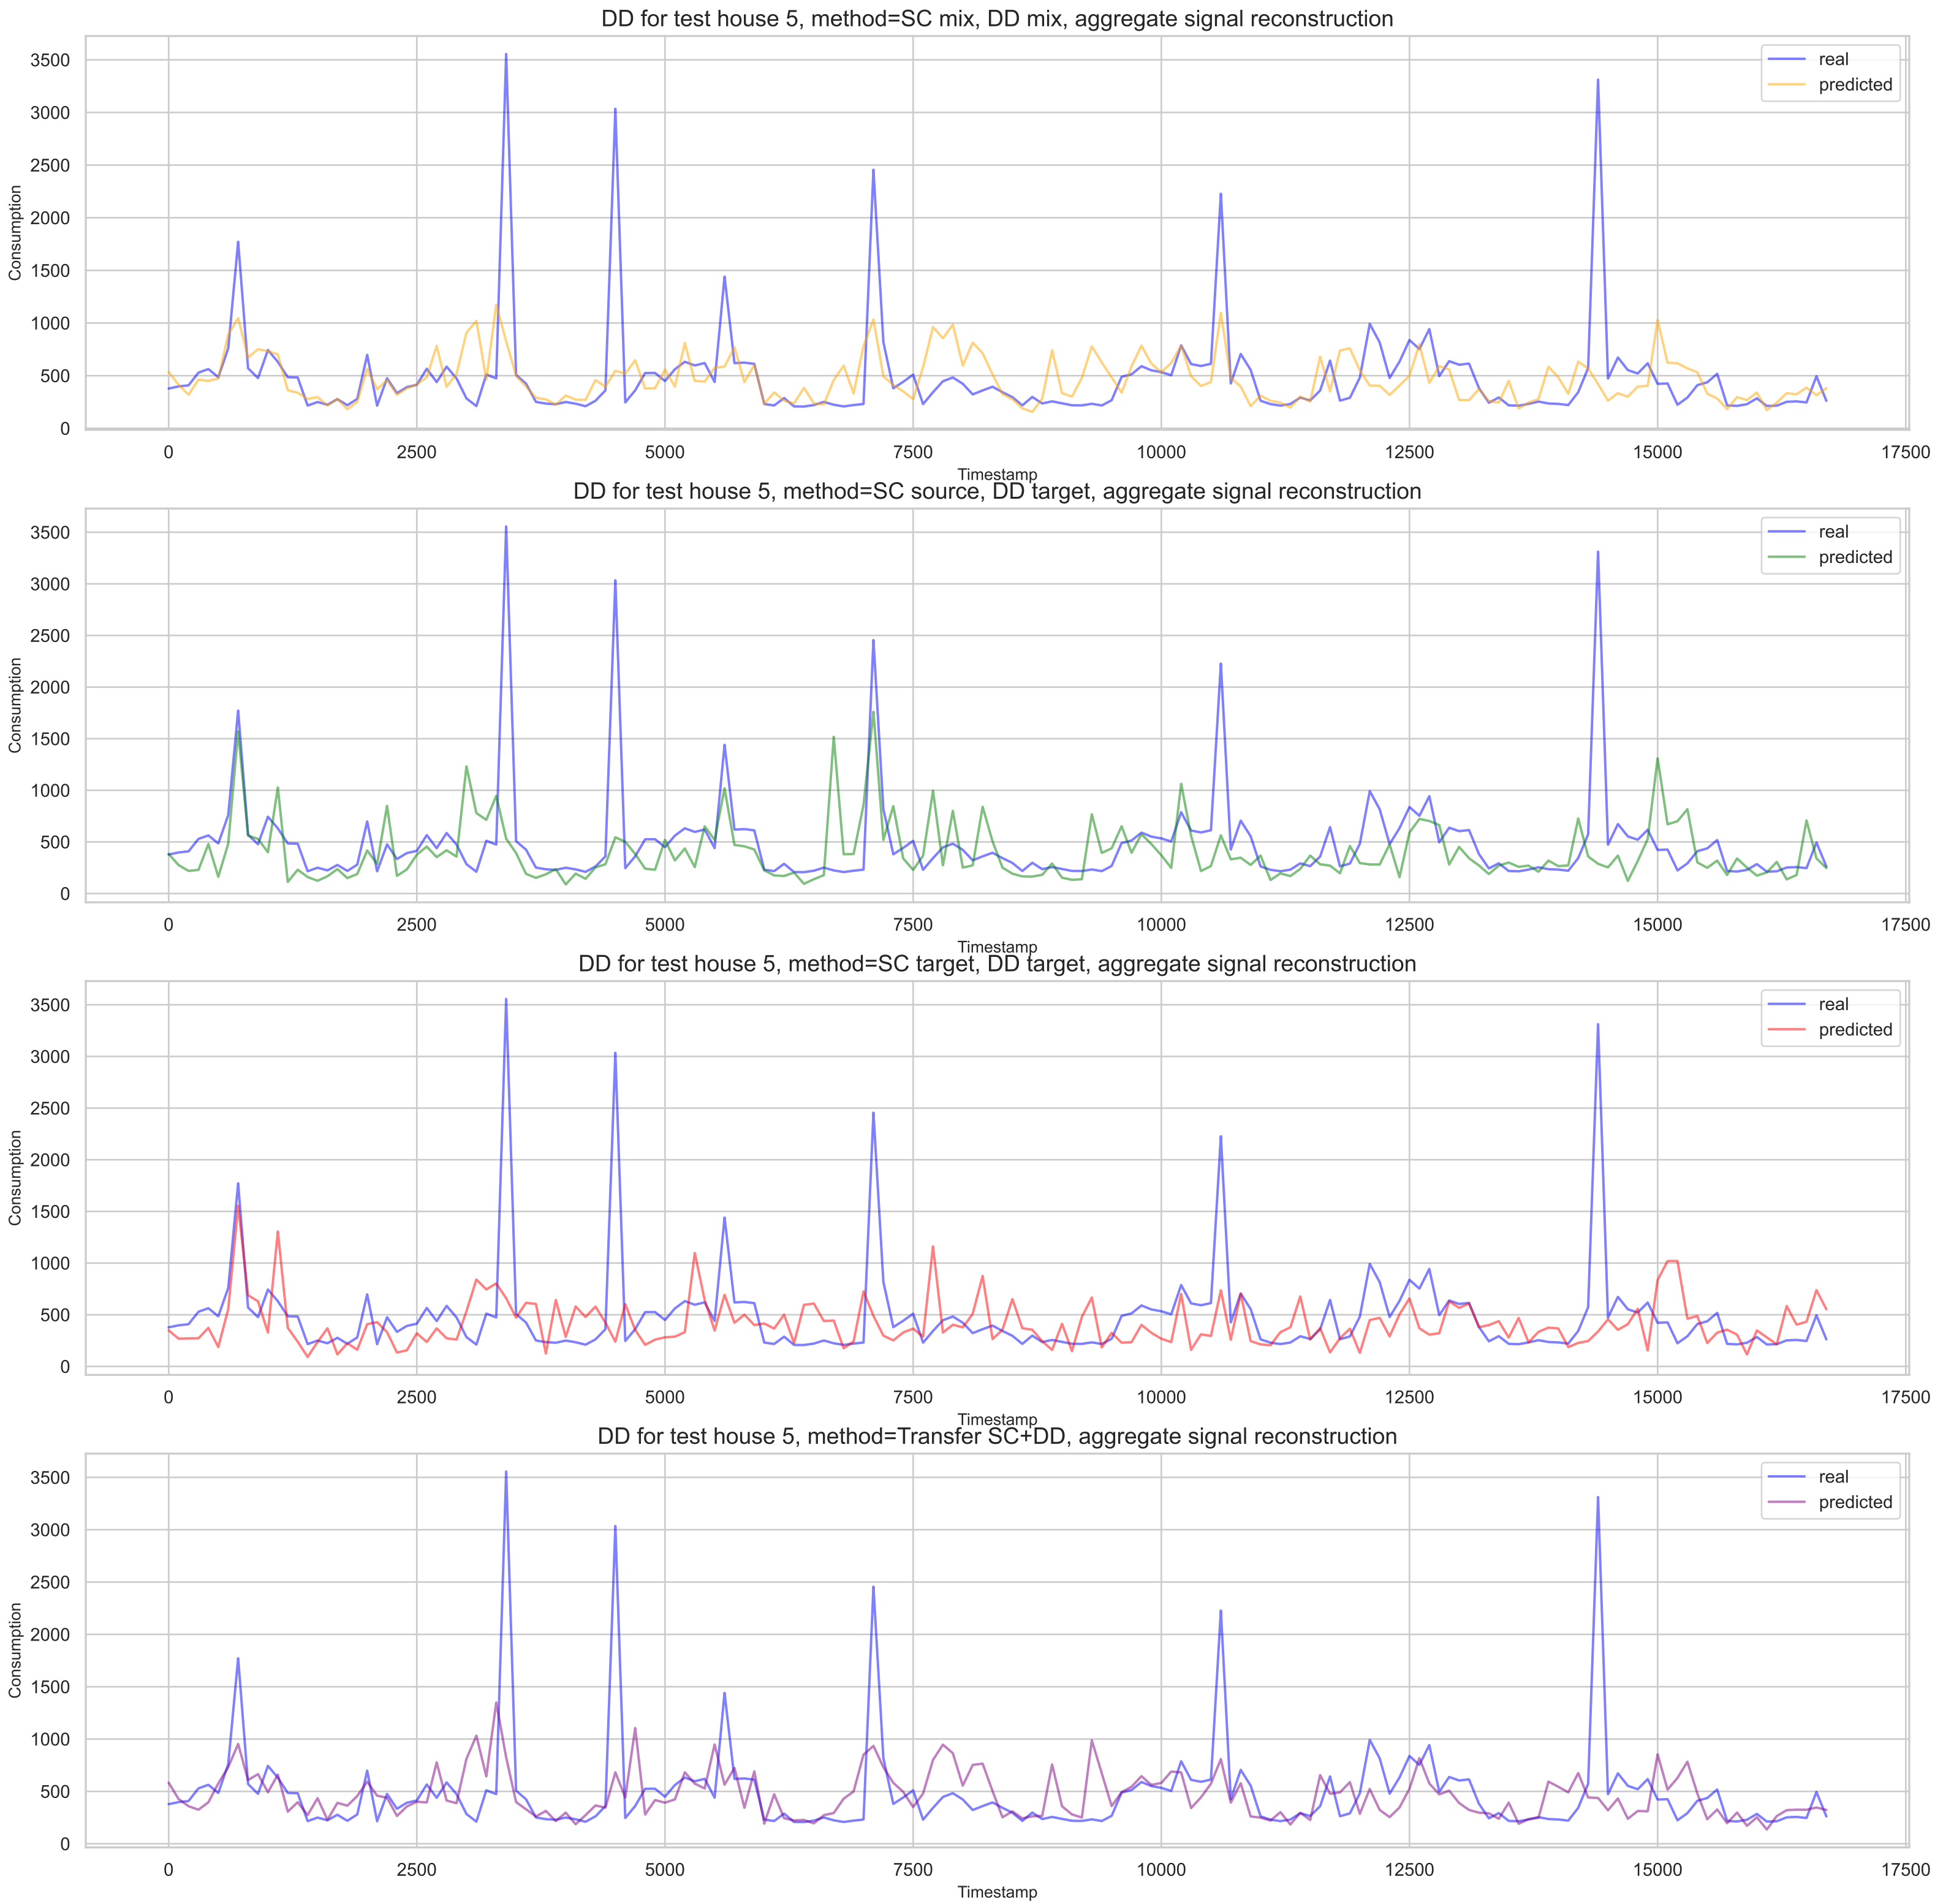 DD for test house 5, method=SC mix, DD mix, aggregate signal reconstruction
3500
3000
2500
2000
1500
1000
500
0
Consumption
real
predicted
0 2500 5000 7500 10000 12500 15000 17500
Timestamp
DD for test house 5, method=SC source, DD target, aggregate signal reconstruction
3500
3000
2500
2000
1500
1000
500
0
Consumption
real
predicted
0 2500 5000 7500 10000 12500 15000 17500
Timestamp
DD for test house 5, method=SC target, DD target, aggregate signal reconstruction
3500
3000
2500
2000
1500
1000
500
0
Consumption
real
predicted
0 2500 5000 7500 10000 12500 15000 17500
Timestamp
DD for test house 5, method=Transfer SC+DD, aggregate signal reconstruction
3500
3000
2500
2000
1500
1000
500
0
Consumption
real
predicted
0 2500 5000 7500 10000 12500 15000 17500
Timestamp